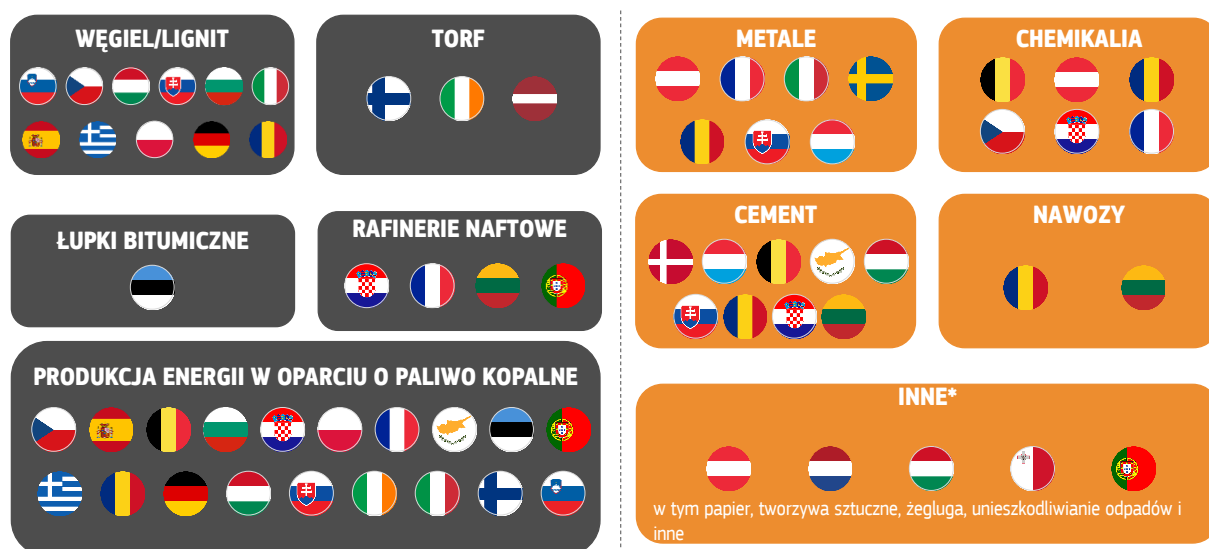 WĘGIEL/LIGNIT
TORF
ŁUPKI BITUMICZNE
RAFINERIE NAFTOWE
PRODUKCJA ENERGII W OPARCIU O PALIWO KOPALNE
METALE
CHEMIKALIA
CEMENT
NAWOZY
INNE*
w tym papier, tworzywa sztuczne, żegluga, unieszkodliwianie odpadów i
inne